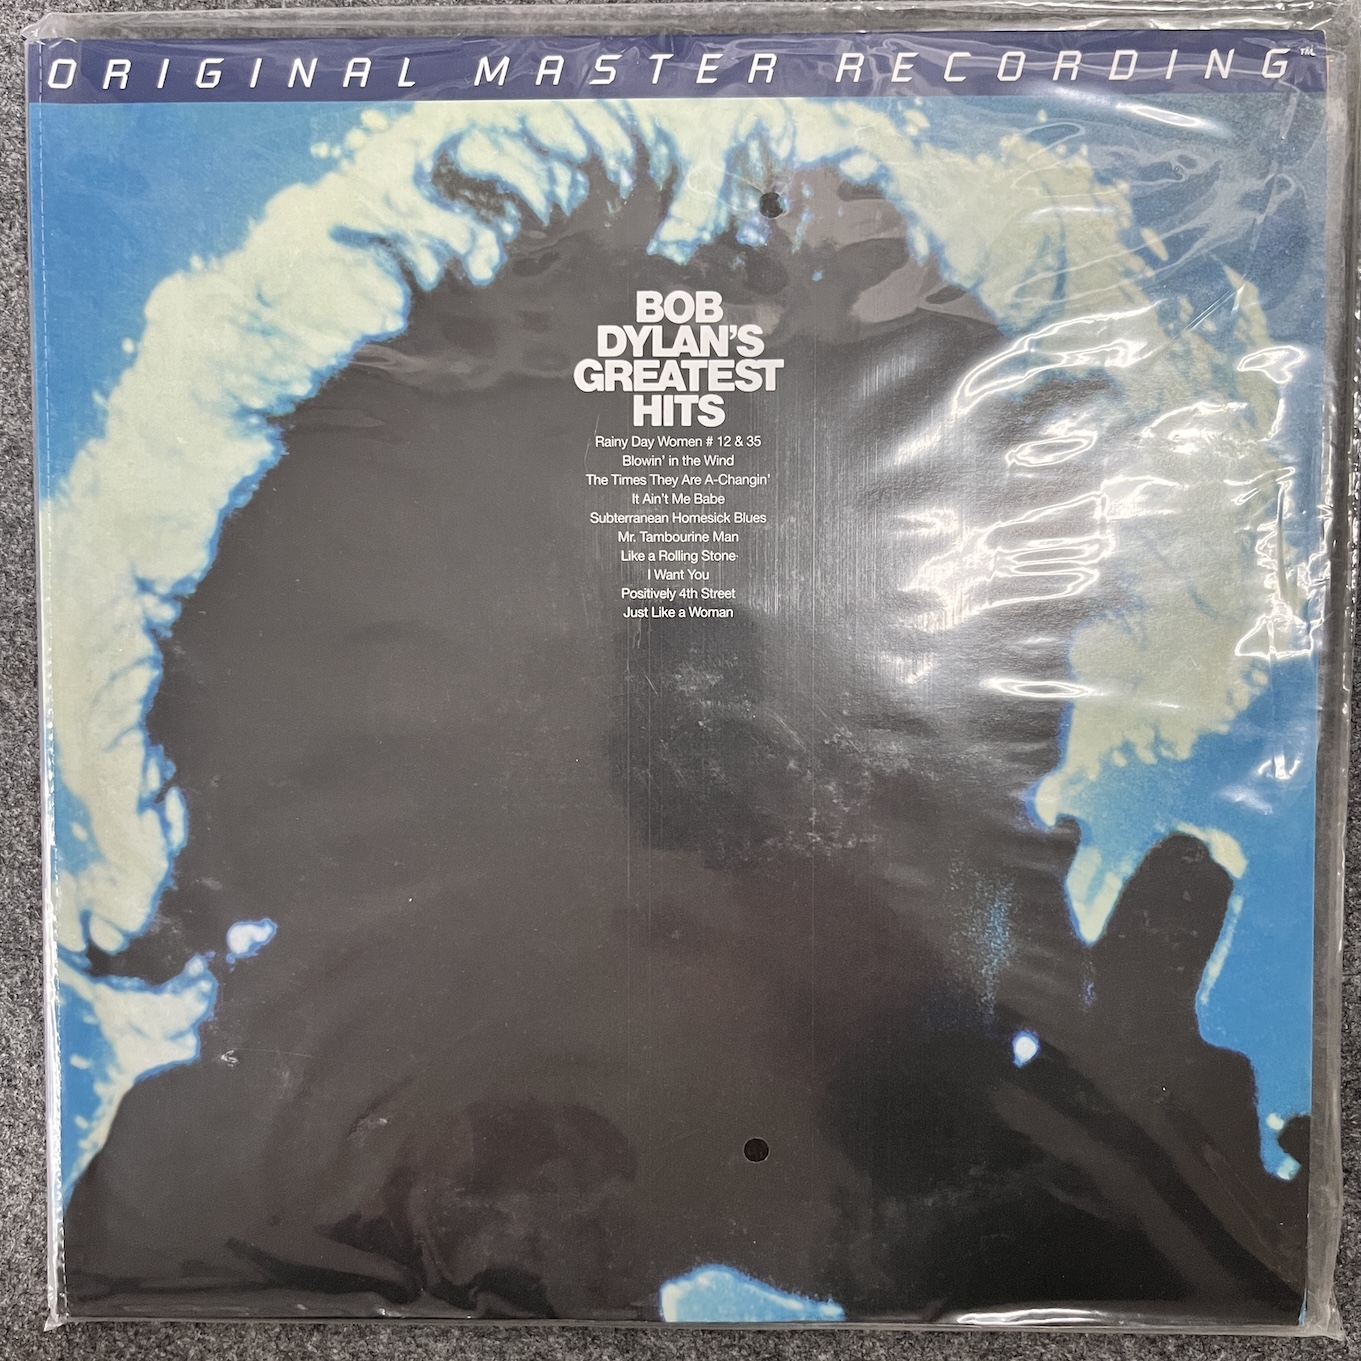 ORIGINAL MASTER RECORDING™
BOB
DYLAN'S
GREATEST
HITS
Rainy Day Women # 12 & 35
Blowin' in the Wind
The Times They Are A-Changin'
It Ain't Me Babe
Subterranean Homesick Blues
Mr. Tambourine Man
Like a Rolling Stone
I Want You
Positively 4th Street
Just Like a Woman